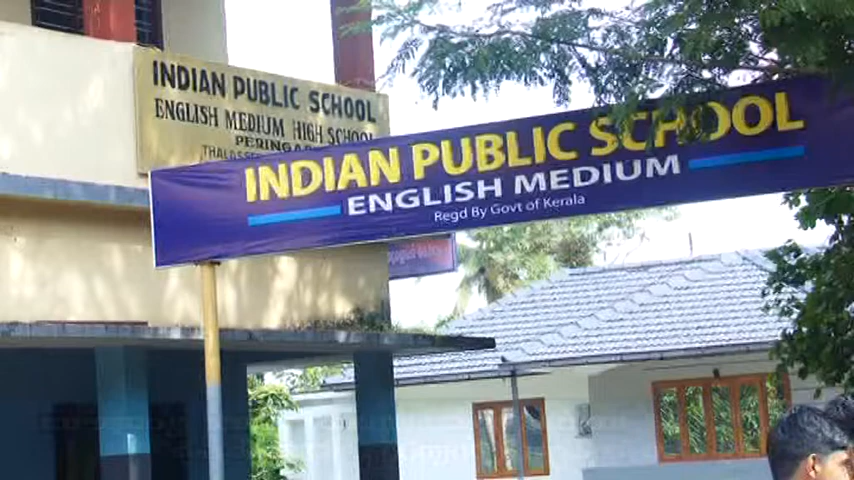 INDIAN PUBLIC SCHOOL
ENGLISH MEDIUM HIGH SCHOOL
INDIAN PUBLIC SCHOOL
ENGLISH MEDIUM
Regd By Govt of Kerala